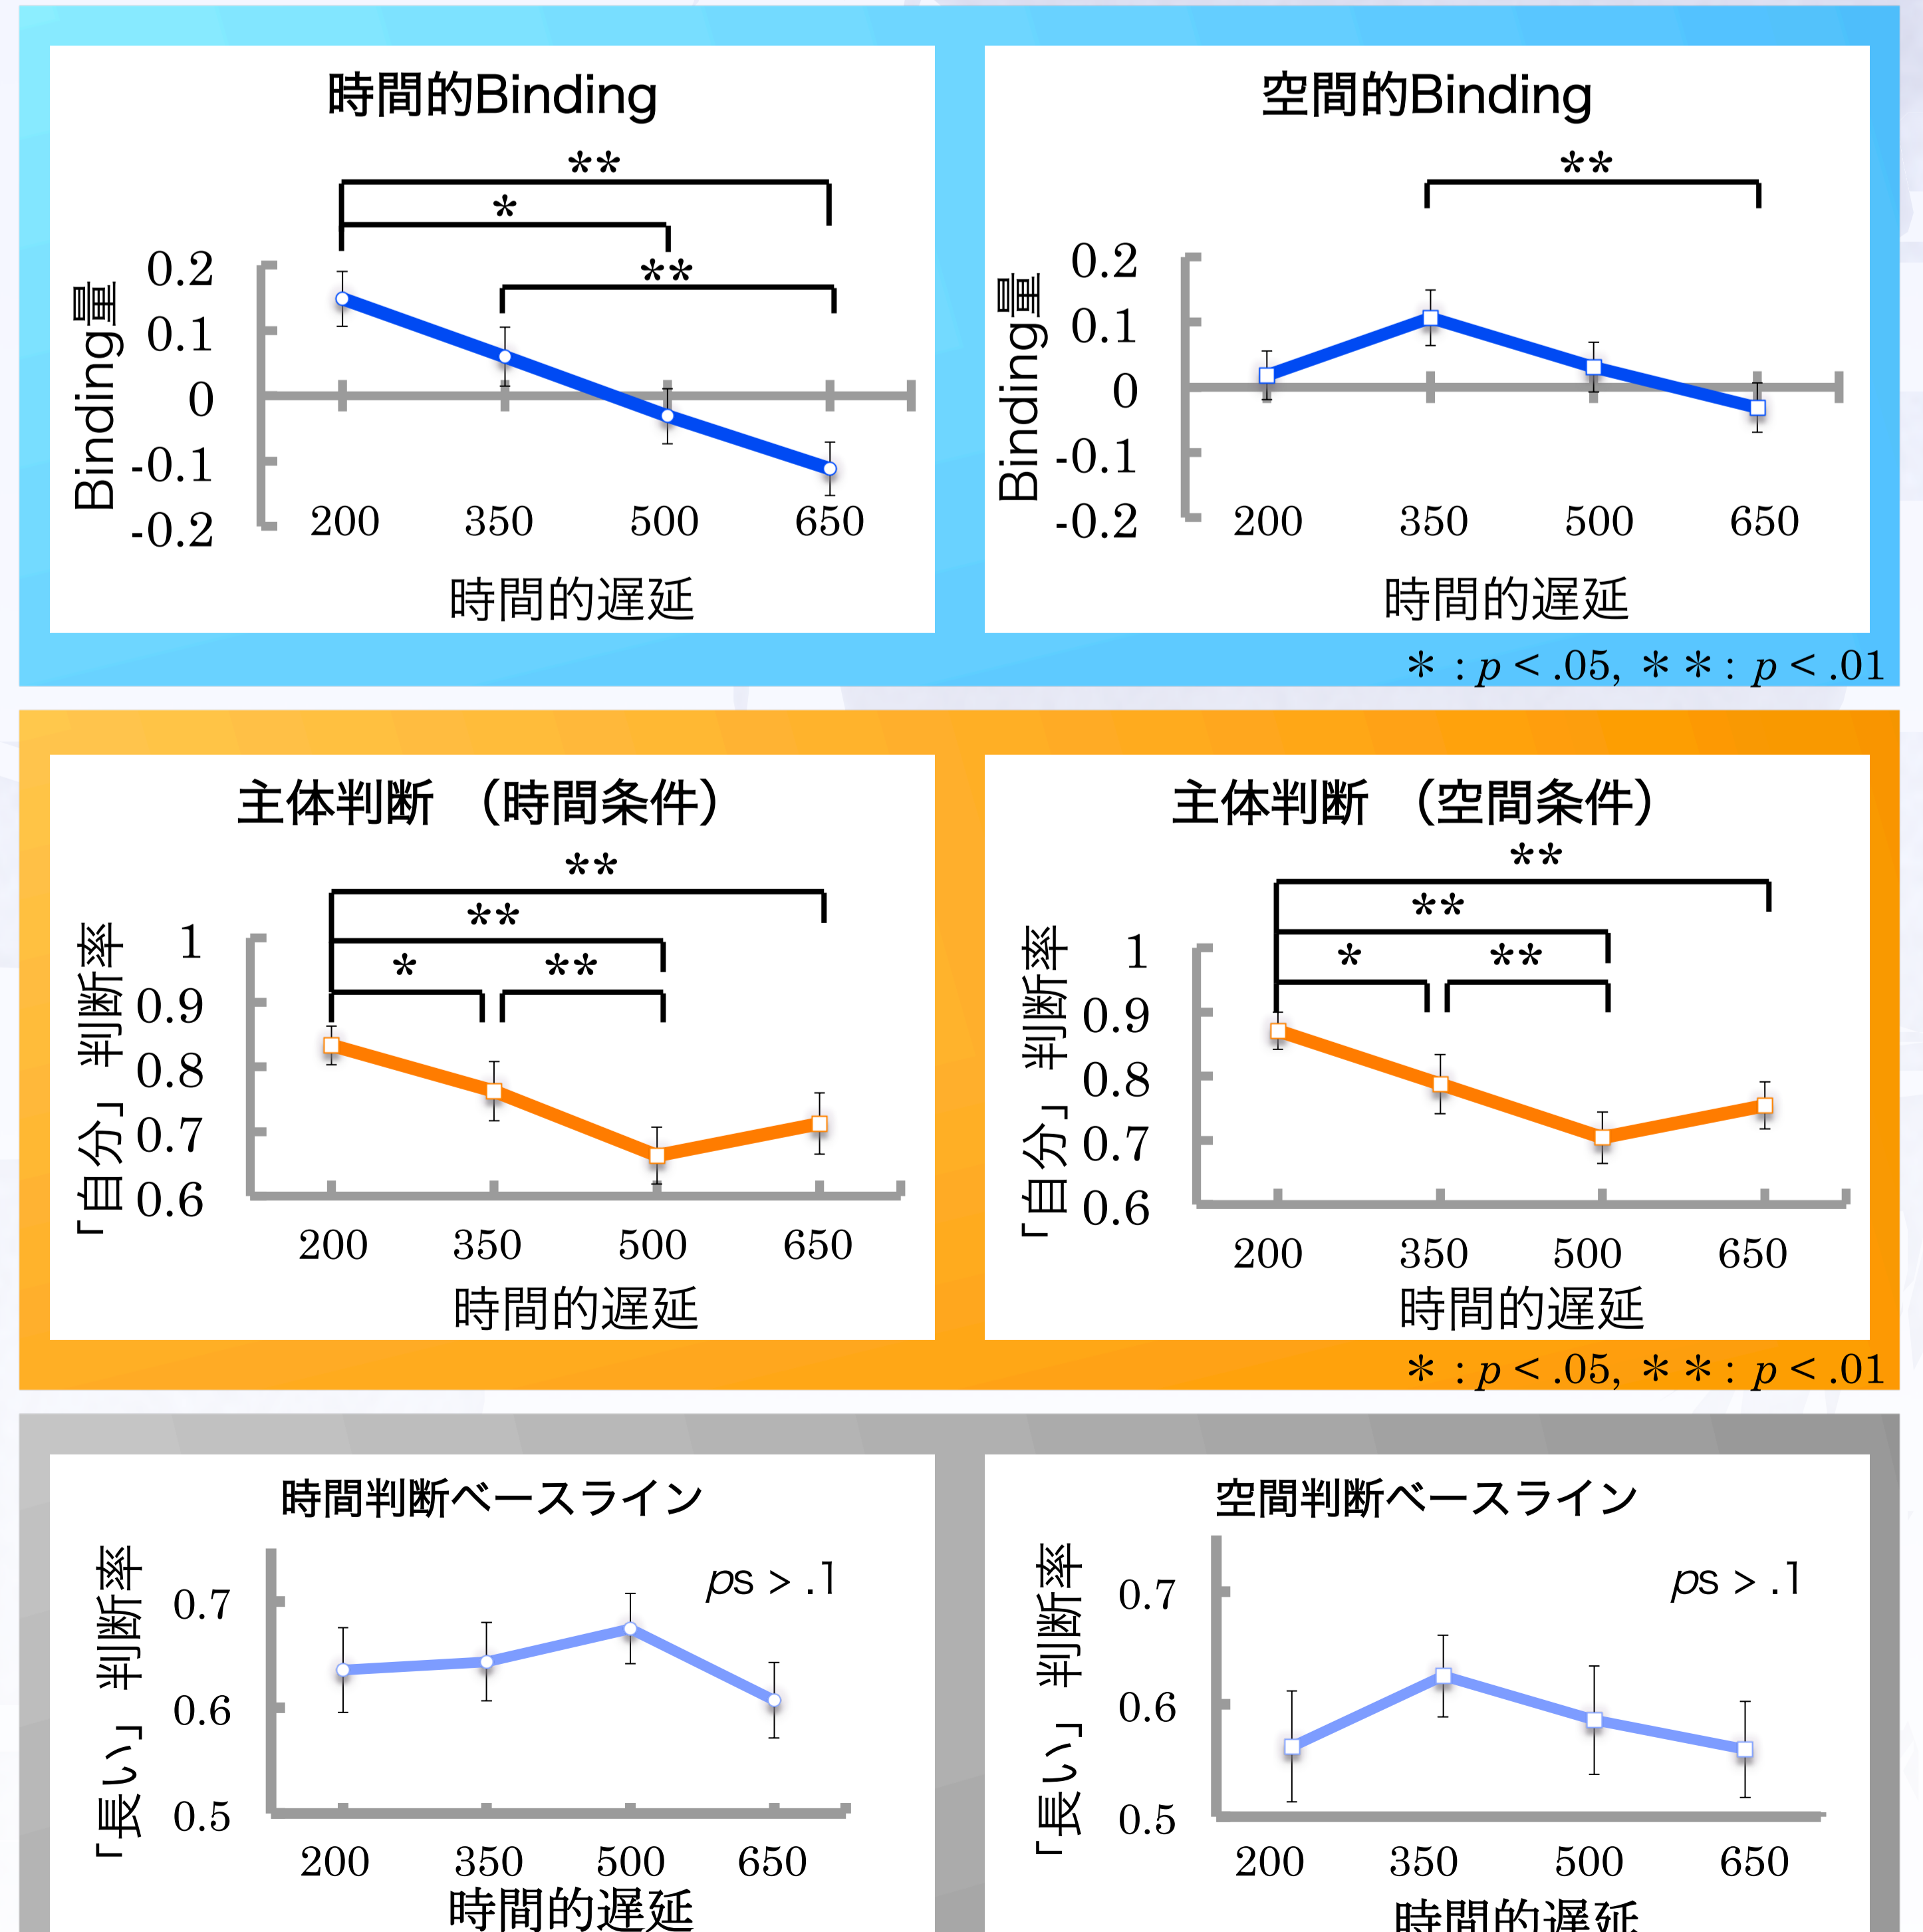 時間的Binding
**
*
**
Binding量
0.2
0.1
0
-0.1
-0.2
200 350 500 650
時間的遅延
空間的Binding
**
Binding量
0.2
0.1
0
-0.1
-0.2
200 350 500 650
時間的遅延
* : p < .05, ** : p < .01
主体判断 (時間条件)
**
**
* **
「自分」判断率
1
0.9
0.8
0.7
0.6
200 350 500 650
時間的遅延
主体判断 (空間条件)
**
**
* **
「自分」判断率
1
0.9
0.8
0.7
0.6
200 350 500 650
時間的遅延
* : p < .05, ** : p < .01
時間判断ベースライン
ps > .1
「長い」判断率
0.7
0.6
0.5
200 350 500 650
時間的遅延
空間判断ベースライン
ps > .1
「長い」判断率
0.7
0.6
0.5
200 350 500 650
時間的遅延